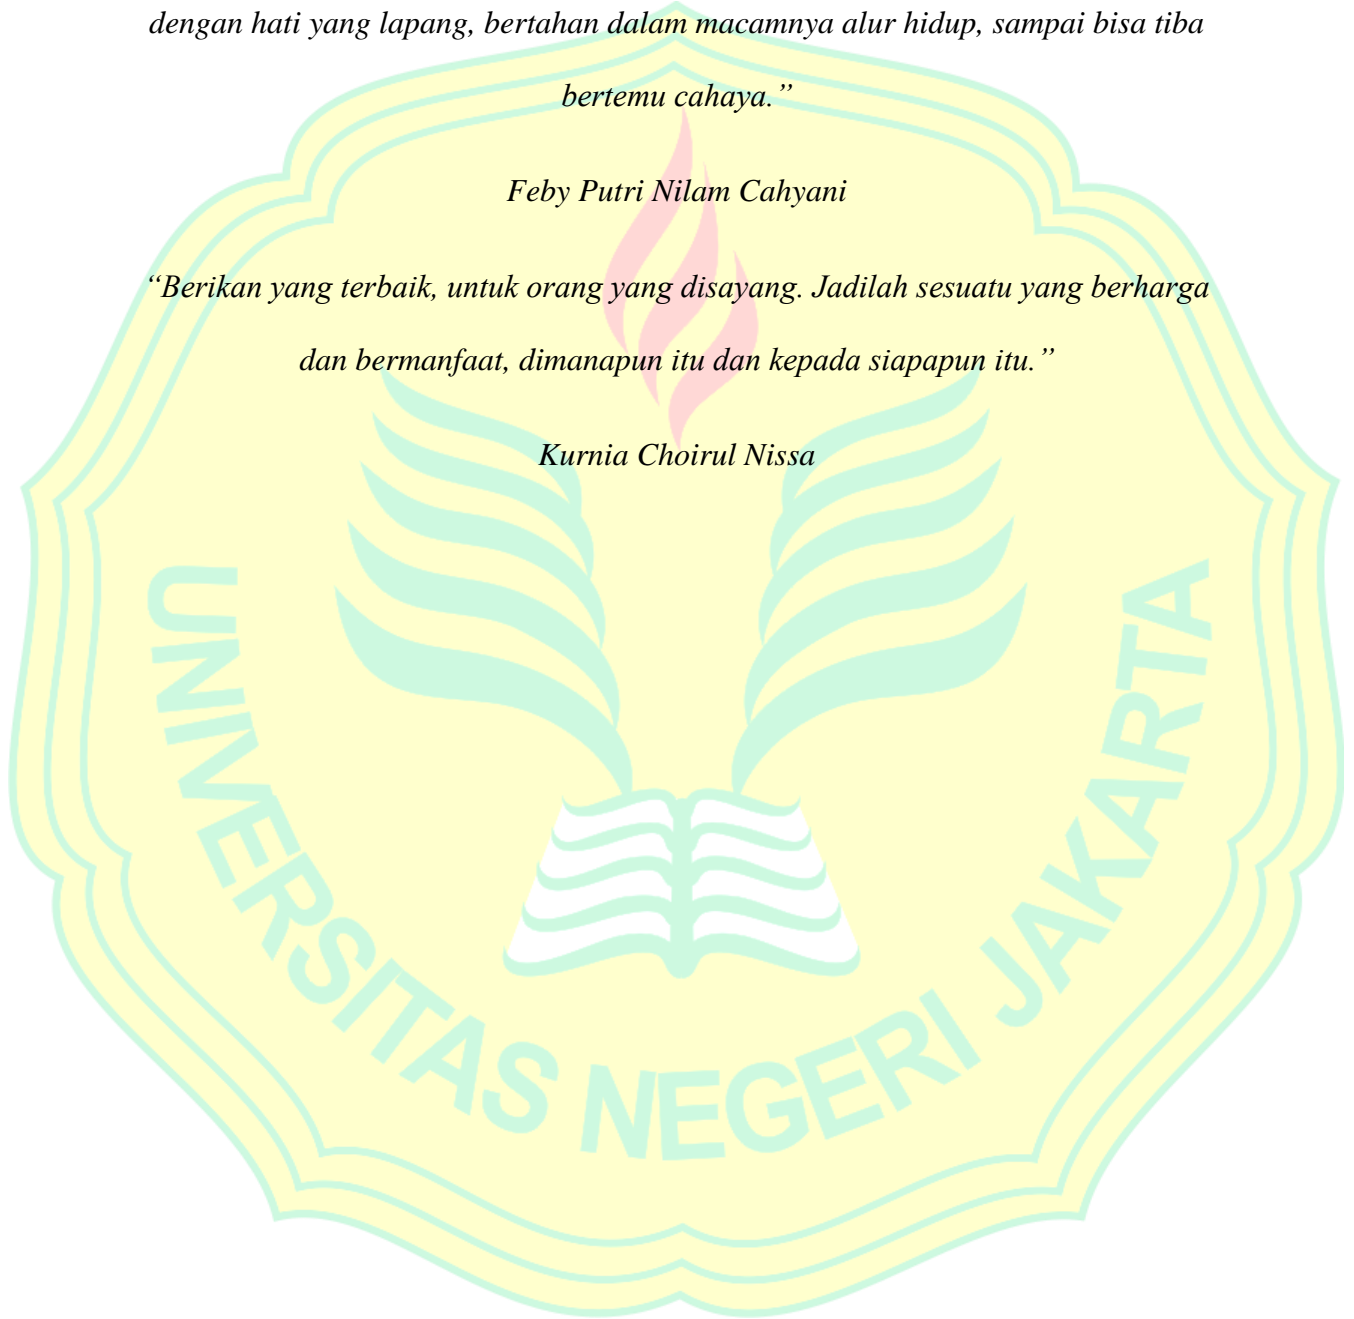 dengan hati yang lapang, bertahan dalam macamnya alur hidup, sampai bisa tiba
bertemu cahaya.”
Feby Putri Nilam Cahyani
“Berikan yang terbaik, untuk orang yang disayang. Jadilah sesuatu yang berharga
dan bermanfaat, dimanapun itu dan kepada siapapun itu.”
Kurnia Choirul Nissa
UNIVERSITAS NEGERI JAKARTA